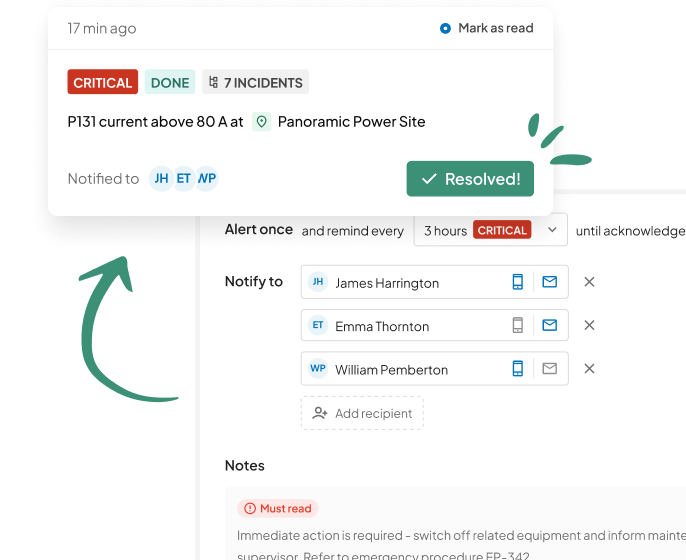 17 min ago Mark as read
CRITICAL DONE 7 INCIDENTS
P131 current above 80 A at Panoramic Power Site
Notified to JH ET WP Resolved!
Alert once and remind every 3 hours CRITICAL until acknowledge
Notify to JH James Harrington
ET Emma Thornton
WP William Pemberton
Add recipient
Notes
Must read
Immediate action is required - switch off related equipment and inform mainte
supervisor. Refer to emergency procedure EP-342